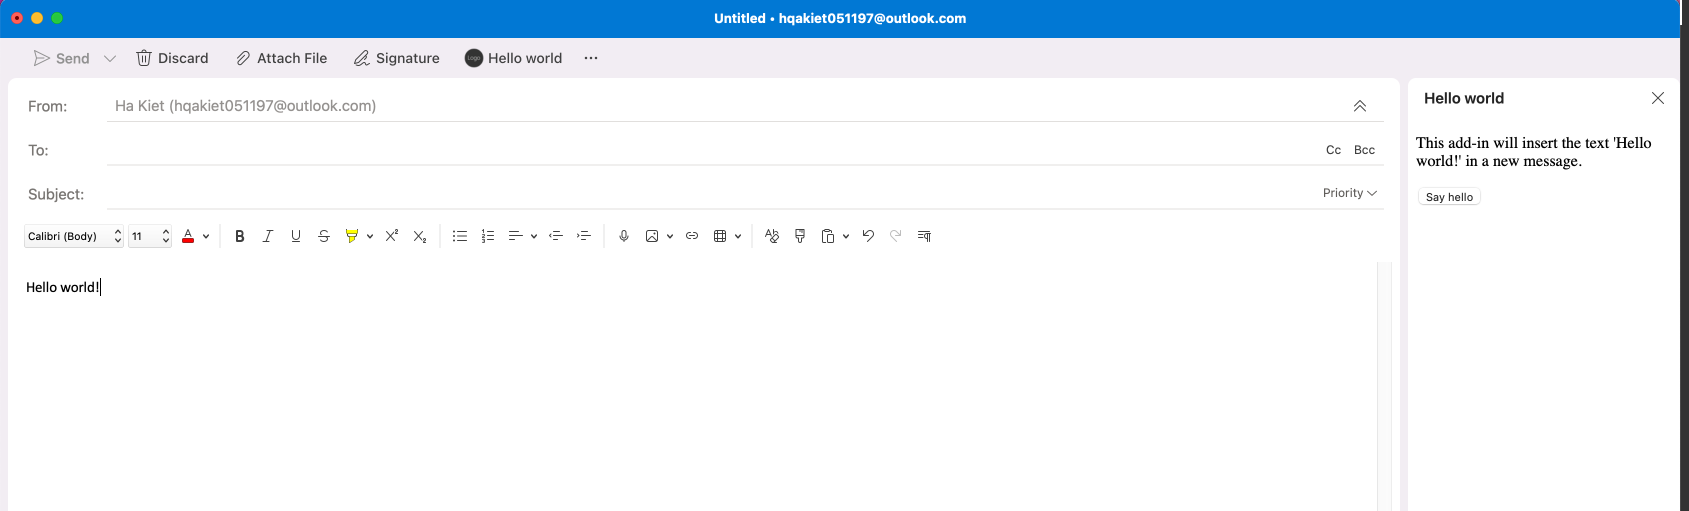 Untitled • hqakiet051197@outlook.com
Send Discard Attach File Signature Logo Hello world ...
From: Ha Kiet (hqakiet051197@outlook.com)
To: Cc Bcc
Subject: Priority
Calibri (Body) 11 A B I U S X² X₂
Hello world!
Hello world
This add-in will insert the text 'Hello
world!' in a new message.
Say hello